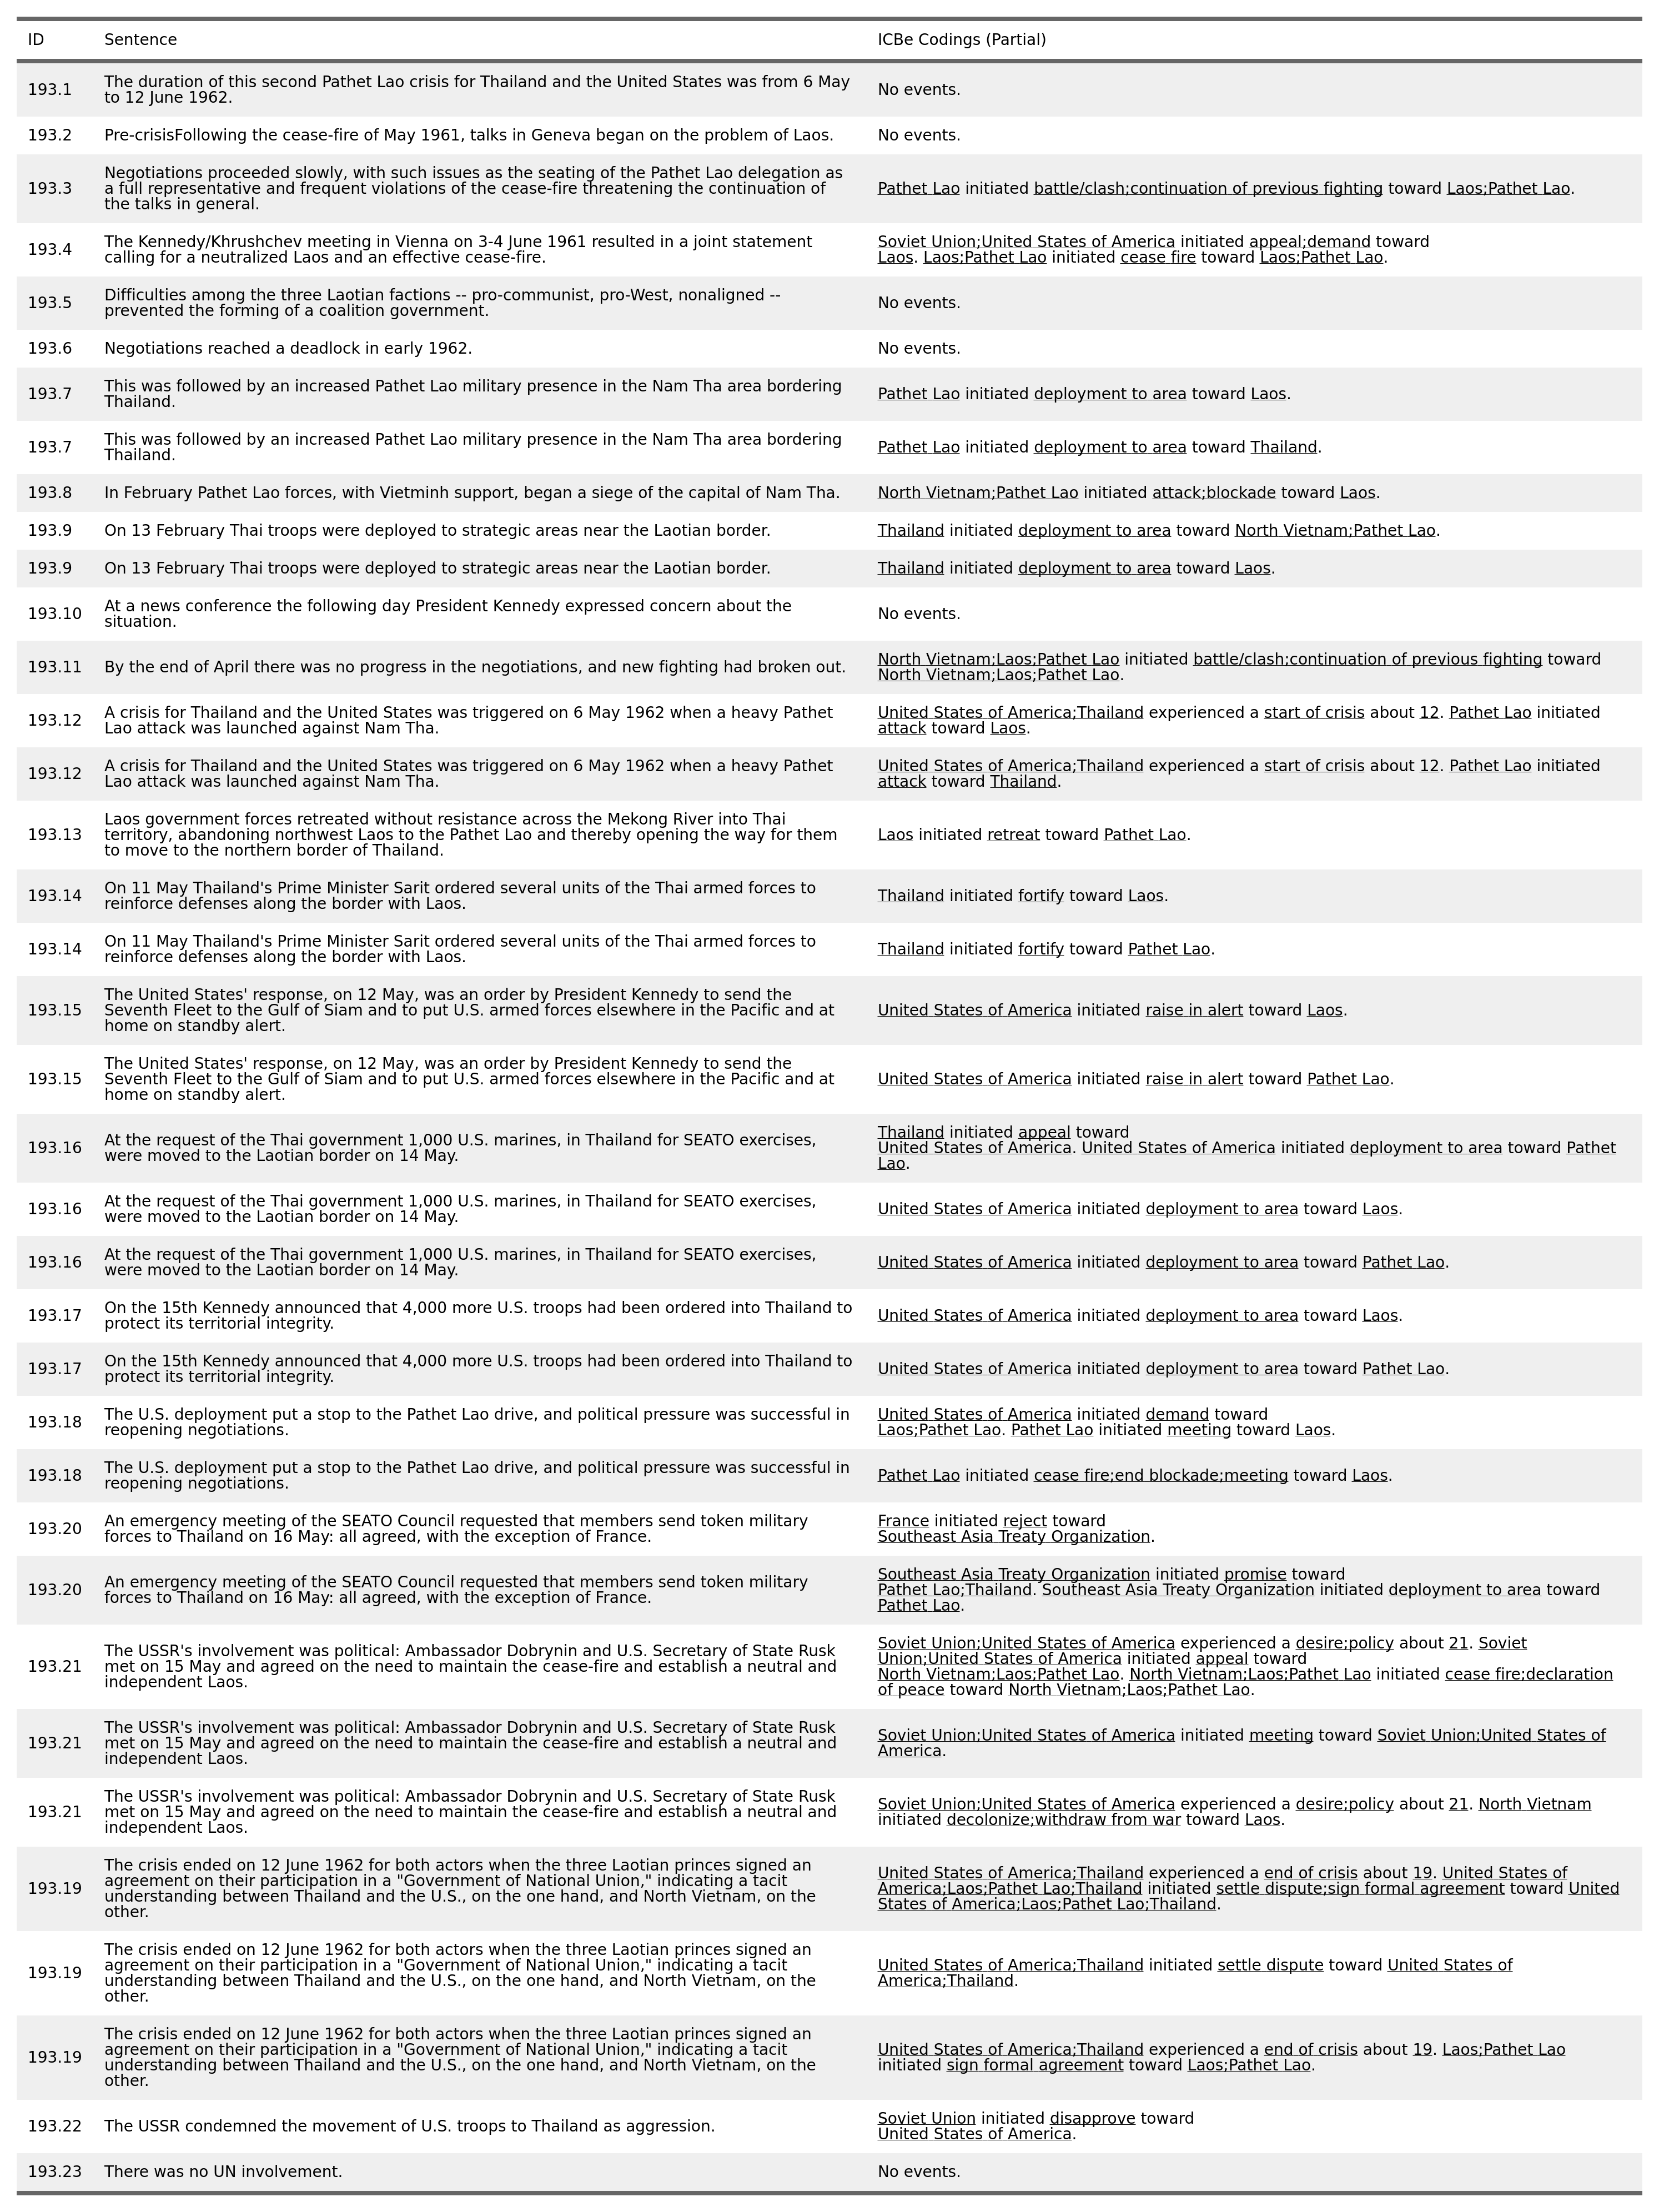 ID Sentence ICBe Codings (Partial)
193.1 The duration of this second Pathet Lao crisis for Thailand and the United States was from 6 May
to 12 June 1962. No events.
193.2 Pre-crisisFollowing the cease-fire of May 1961, talks in Geneva began on the problem of Laos. No events.
193.3 Negotiations proceeded slowly, with such issues as the seating of the Pathet Lao delegation as
a full representative and frequent violations of the cease-fire threatening the continuation of
the talks in general. Pathet Lao initiated battle/clash;continuation of previous fighting toward Laos;Pathet Lao.
193.4 The Kennedy/Khrushchev meeting in Vienna on 3-4 June 1961 resulted in a joint statement
calling for a neutralized Laos and an effective cease-fire.
Soviet Union;United States of America initiated appeal;demand toward
Laos. Laos;Pathet Lao initiated cease fire toward Laos;Pathet Lao.
193.5 Difficulties among the three Laotian factions -- pro-communist, pro-West, nonaligned --
prevented the forming of a coalition government. No events.
193.6 Negotiations reached a deadlock in early 1962. No events.
193.7 This was followed by an increased Pathet Lao military presence in the Nam Tha area bordering
Thailand. Pathet Lao initiated deployment to area toward Laos.
193.7 This was followed by an increased Pathet Lao military presence in the Nam Tha area bordering
Thailand. Pathet Lao initiated deployment to area toward Thailand.
193.8 In February Pathet Lao forces, with Vietminh support, began a siege of the capital of Nam Tha. North Vietnam;Pathet Lao initiated attack;blockade toward Laos.
193.9 On 13 February Thai troops were deployed to strategic areas near the Laotian border. Thailand initiated deployment to area toward North Vietnam;Pathet Lao.
193.9 On 13 February Thai troops were deployed to strategic areas near the Laotian border. Thailand initiated deployment to area toward Laos.
193.10 At a news conference the following day President Kennedy expressed concern about the
situation. No events.
193.11 By the end of April there was no progress in the negotiations, and new fighting had broken out.
North Vietnam;Laos;Pathet Lao initiated battle/clash;continuation of previous fighting toward
North Vietnam;Laos;Pathet Lao.
193.12 A crisis for Thailand and the United States was triggered on 6 May 1962 when a heavy Pathet
Lao attack was launched against Nam Tha.
United States of America;Thailand experienced a start of crisis about 12. Pathet Lao initiated
attack toward Laos.
193.12 A crisis for Thailand and the United States was triggered on 6 May 1962 when a heavy Pathet
Lao attack was launched against Nam Tha.
United States of America;Thailand experienced a start of crisis about 12. Pathet Lao initiated
attack toward Thailand.
193.13 Laos government forces retreated without resistance across the Mekong River into Thai
territory, abandoning northwest Laos to the Pathet Lao and thereby opening the way for them
to move to the northern border of Thailand. Laos initiated retreat toward Pathet Lao.
193.14 On 11 May Thailand's Prime Minister Sarit ordered several units of the Thai armed forces to
reinforce defenses along the border with Laos. Thailand initiated fortify toward Laos.
193.14 On 11 May Thailand's Prime Minister Sarit ordered several units of the Thai armed forces to
reinforce defenses along the border with Laos. Thailand initiated fortify toward Pathet Lao.
193.15 The United States' response, on 12 May, was an order by President Kennedy to send the
Seventh Fleet to the Gulf of Siam and to put U.S. armed forces elsewhere in the Pacific and at
home on standby alert. United States of America initiated raise in alert toward Laos.
193.15 The United States' response, on 12 May, was an order by President Kennedy to send the
Seventh Fleet to the Gulf of Siam and to put U.S. armed forces elsewhere in the Pacific and at
home on standby alert. United States of America initiated raise in alert toward Pathet Lao.
193.16 At the request of the Thai government 1,000 U.S. marines, in Thailand for SEATO exercises,
were moved to the Laotian border on 14 May.
Thailand initiated appeal toward
United States of America. United States of America initiated deployment to area toward Pathet
Lao.
193.16 At the request of the Thai government 1,000 U.S. marines, in Thailand for SEATO exercises,
were moved to the Laotian border on 14 May. United States of America initiated deployment to area toward Laos.
193.16 At the request of the Thai government 1,000 U.S. marines, in Thailand for SEATO exercises,
were moved to the Laotian border on 14 May. United States of America initiated deployment to area toward Pathet Lao.
193.17 On the 15th Kennedy announced that 4,000 more U.S. troops had been ordered into Thailand to
protect its territorial integrity. United States of America initiated deployment to area toward Laos.
193.17 On the 15th Kennedy announced that 4,000 more U.S. troops had been ordered into Thailand to
protect its territorial integrity. United States of America initiated deployment to area toward Pathet Lao.
193.18 The U.S. deployment put a stop to the Pathet Lao drive, and political pressure was successful in
reopening negotiations.
United States of America initiated demand toward
Laos;Pathet Lao. Pathet Lao initiated meeting toward Laos.
193.18 The U.S. deployment put a stop to the Pathet Lao drive, and political pressure was successful in
reopening negotiations. Pathet Lao initiated cease fire;end blockade;meeting toward Laos.
193.20 An emergency meeting of the SEATO Council requested that members send token military
forces to Thailand on 16 May: all agreed, with the exception of France.
France initiated reject toward
Southeast Asia Treaty Organization.
193.20 An emergency meeting of the SEATO Council requested that members send token military
forces to Thailand on 16 May: all agreed, with the exception of France.
Southeast Asia Treaty Organization initiated promise toward
Pathet Lao;Thailand. Southeast Asia Treaty Organization initiated deployment to area toward
Pathet Lao.
193.21 The USSR's involvement was political: Ambassador Dobrynin and U.S. Secretary of State Rusk
met on 15 May and agreed on the need to maintain the cease-fire and establish a neutral and
independent Laos.
Soviet Union;United States of America experienced a desire;policy about 21. Soviet
Union;United States of America initiated appeal toward
North Vietnam;Laos;Pathet Lao. North Vietnam;Laos;Pathet Lao initiated cease fire;declaration
of peace toward North Vietnam;Laos;Pathet Lao.
193.21 The USSR's involvement was political: Ambassador Dobrynin and U.S. Secretary of State Rusk
met on 15 May and agreed on the need to maintain the cease-fire and establish a neutral and
independent Laos.
Soviet Union;United States of America initiated meeting toward Soviet Union;United States of
America.
193.21 The USSR's involvement was political: Ambassador Dobrynin and U.S. Secretary of State Rusk
met on 15 May and agreed on the need to maintain the cease-fire and establish a neutral and
independent Laos.
Soviet Union;United States of America experienced a desire;policy about 21. North Vietnam
initiated decolonize;withdraw from war toward Laos.
193.19 The crisis ended on 12 June 1962 for both actors when the three Laotian princes signed an
agreement on their participation in a "Government of National Union," indicating a tacit
understanding between Thailand and the U.S., on the one hand, and North Vietnam, on the
other.
United States of America;Thailand experienced a end of crisis about 19. United States of
America;Laos;Pathet Lao;Thailand initiated settle dispute;sign formal agreement toward United
States of America;Laos;Pathet Lao;Thailand.
193.19 The crisis ended on 12 June 1962 for both actors when the three Laotian princes signed an
agreement on their participation in a "Government of National Union," indicating a tacit
understanding between Thailand and the U.S., on the one hand, and North Vietnam, on the
other.
United States of America;Thailand initiated settle dispute toward United States of
America;Thailand.
193.19 The crisis ended on 12 June 1962 for both actors when the three Laotian princes signed an
agreement on their participation in a "Government of National Union," indicating a tacit
understanding between Thailand and the U.S., on the one hand, and North Vietnam, on the
other.
United States of America;Thailand experienced a end of crisis about 19. Laos;Pathet Lao
initiated sign formal agreement toward Laos;Pathet Lao.
193.22 The USSR condemned the movement of U.S. troops to Thailand as aggression.
Soviet Union initiated disapprove toward
United States of America.
193.23 There was no UN involvement. No events.